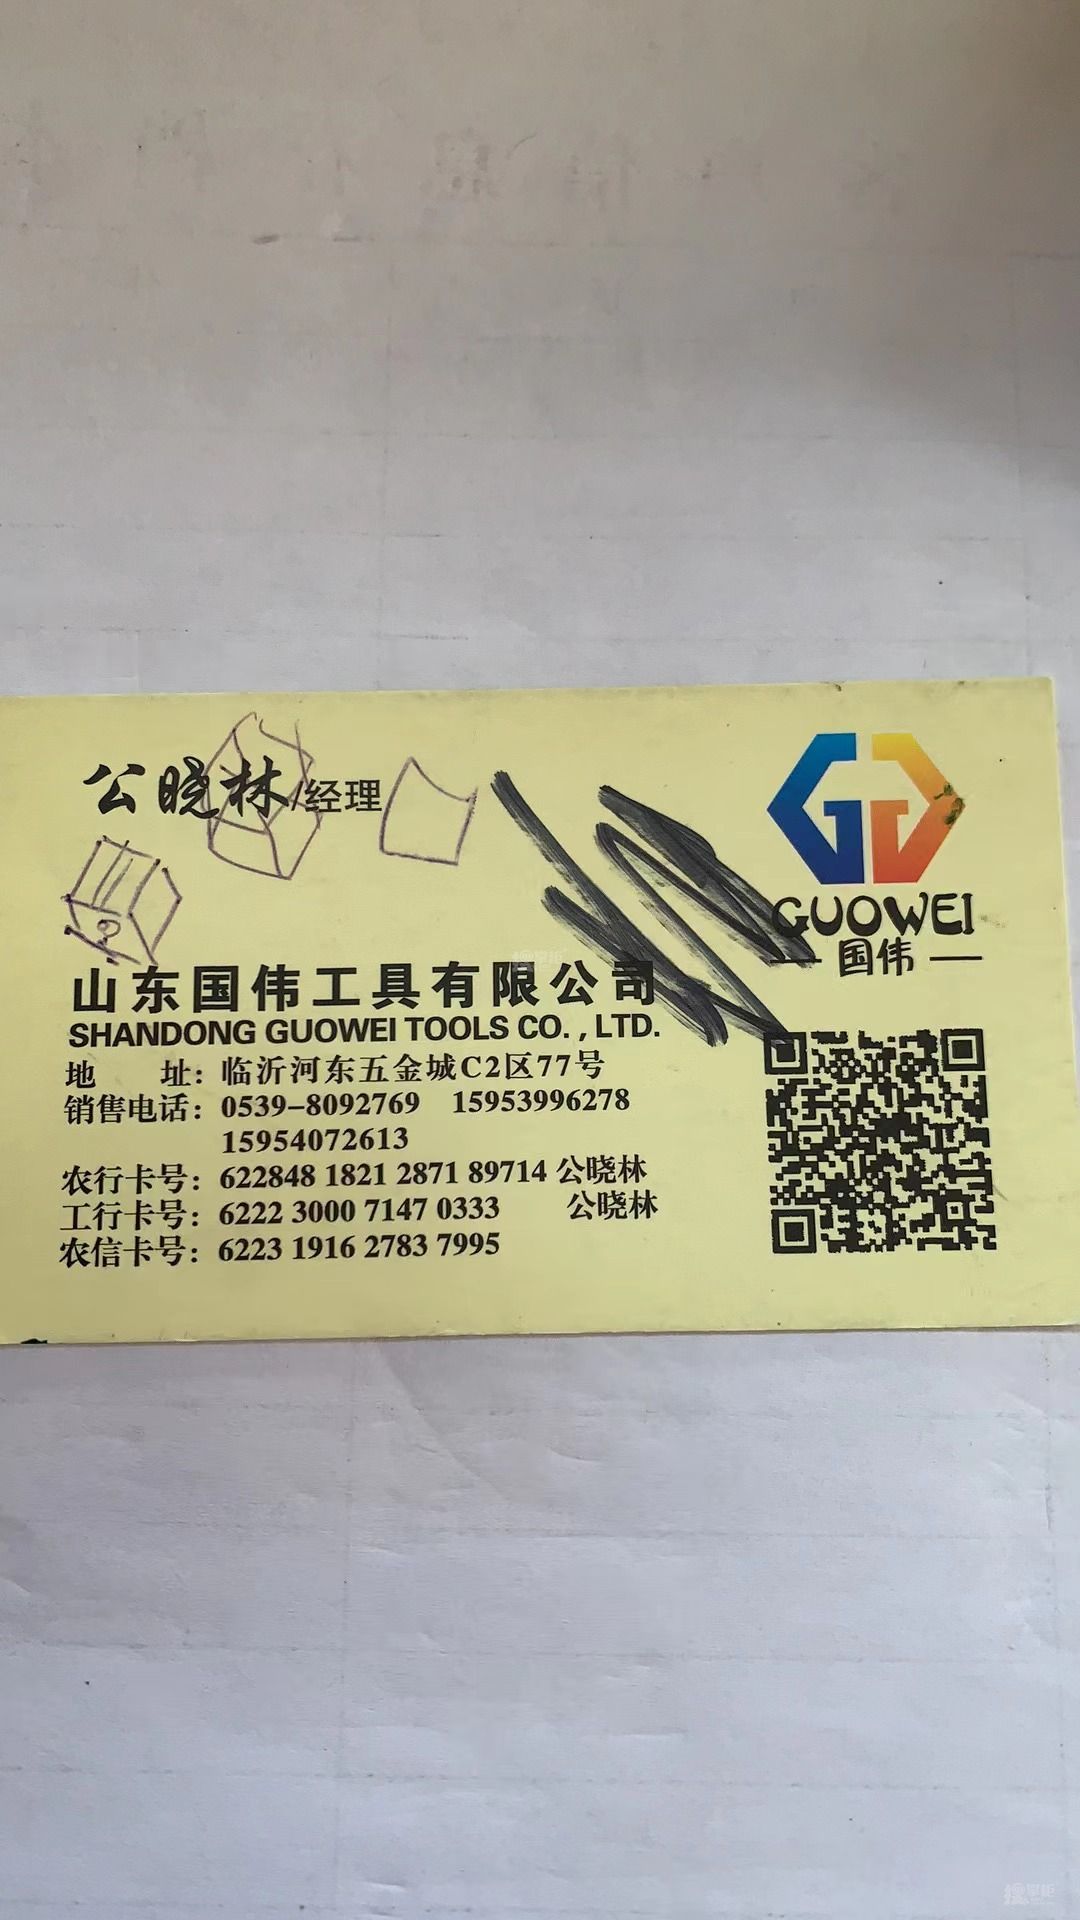 公晓林/经理
GUOWEI
国伟
山东国伟工具有限公司
SHANDONG GUOWEI TOOLS CO. , LTD.
地 址：临沂河东五金城C2区77号
销售电话：0539-8092769 15953996278
15954072613
农行卡号：622848 1821 2871 89714 公晓林
工行卡号：6222 3000 7147 0333 公晓林
农信卡号：6223 1916 2783 7995